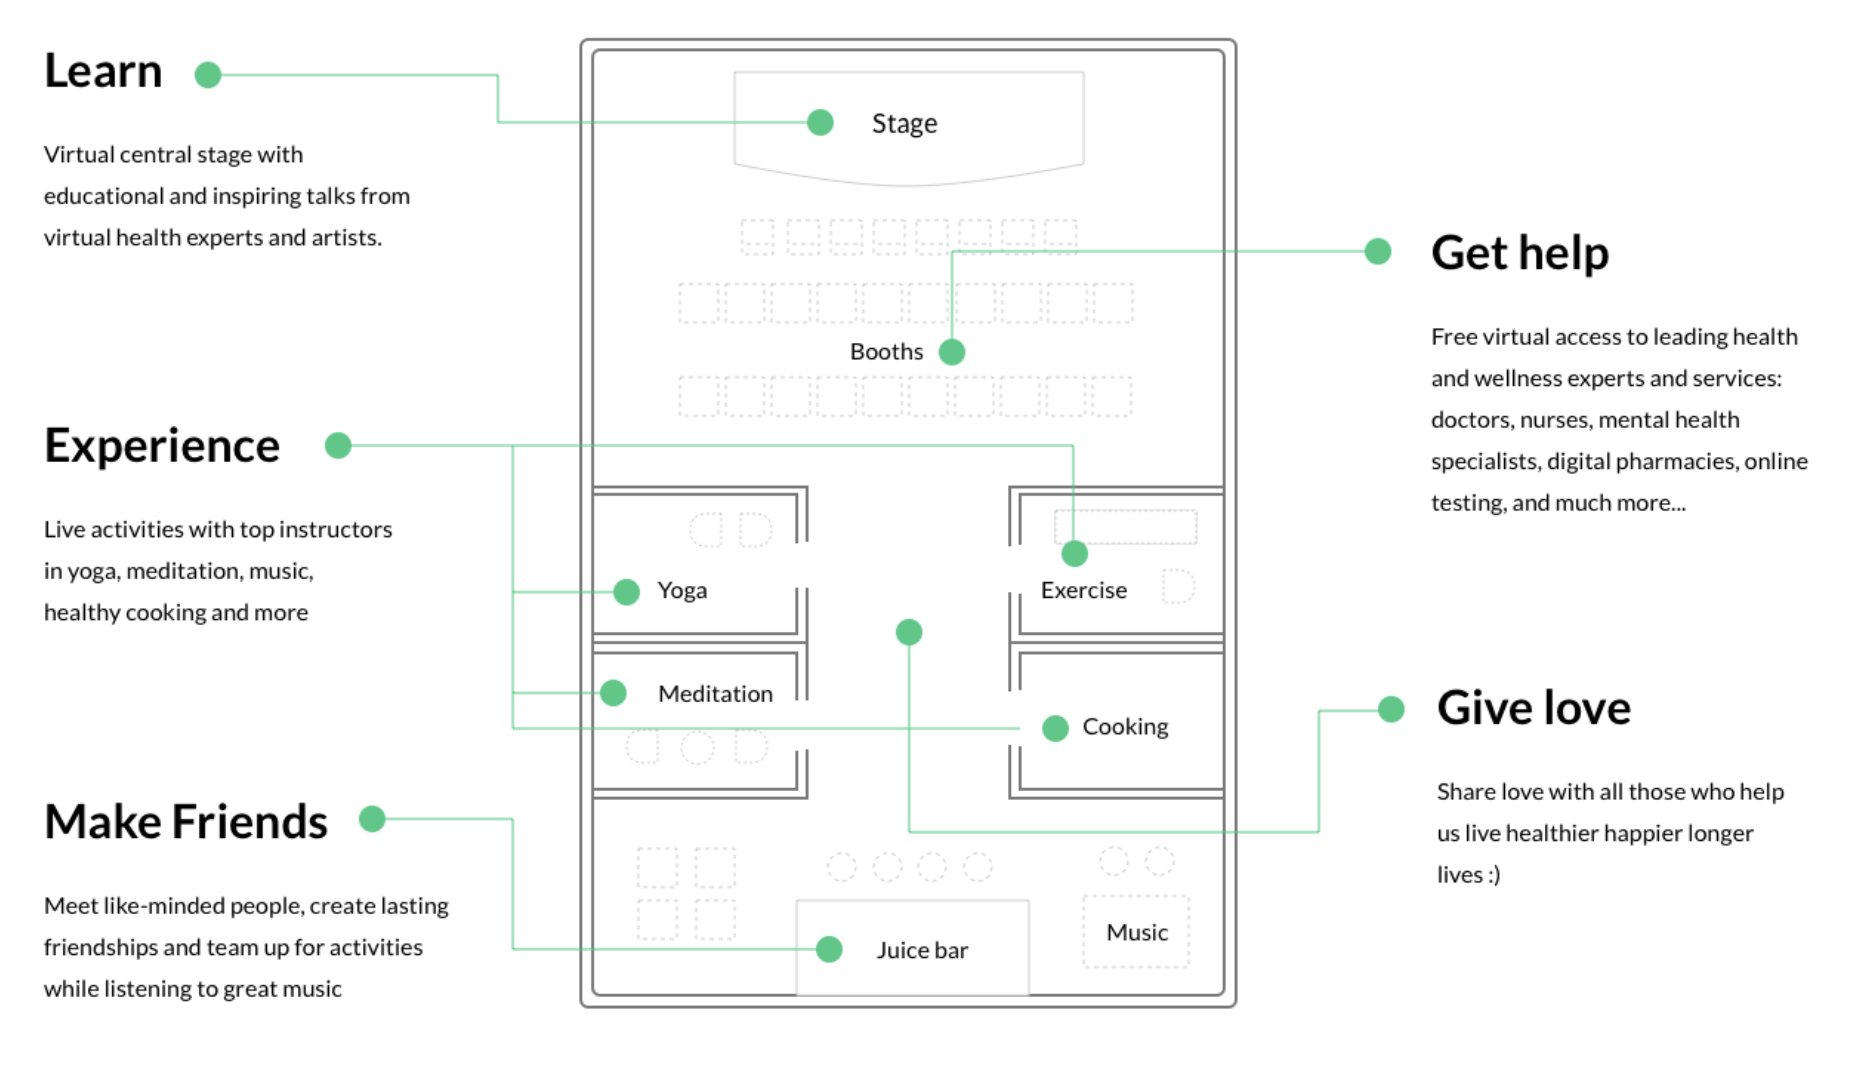 Learn
Virtual central stage with
educational and inspiring talks from
virtual health experts and artists.
Experience
Live activities with top instructors
in yoga, meditation, music,
healthy cooking and more
Make Friends
Meet like-minded people, create lasting
friendships and team up for activities
while listening to great music
Stage
Booths
Yoga
Exercise
Meditation
Cooking
Juice bar
Music
Get help
Free virtual access to leading health
and wellness experts and services:
doctors, nurses, mental health
specialists, digital pharmacies, online
testing, and much more...
Give love
Share love with all those who help
us live healthier happier longer
lives :)